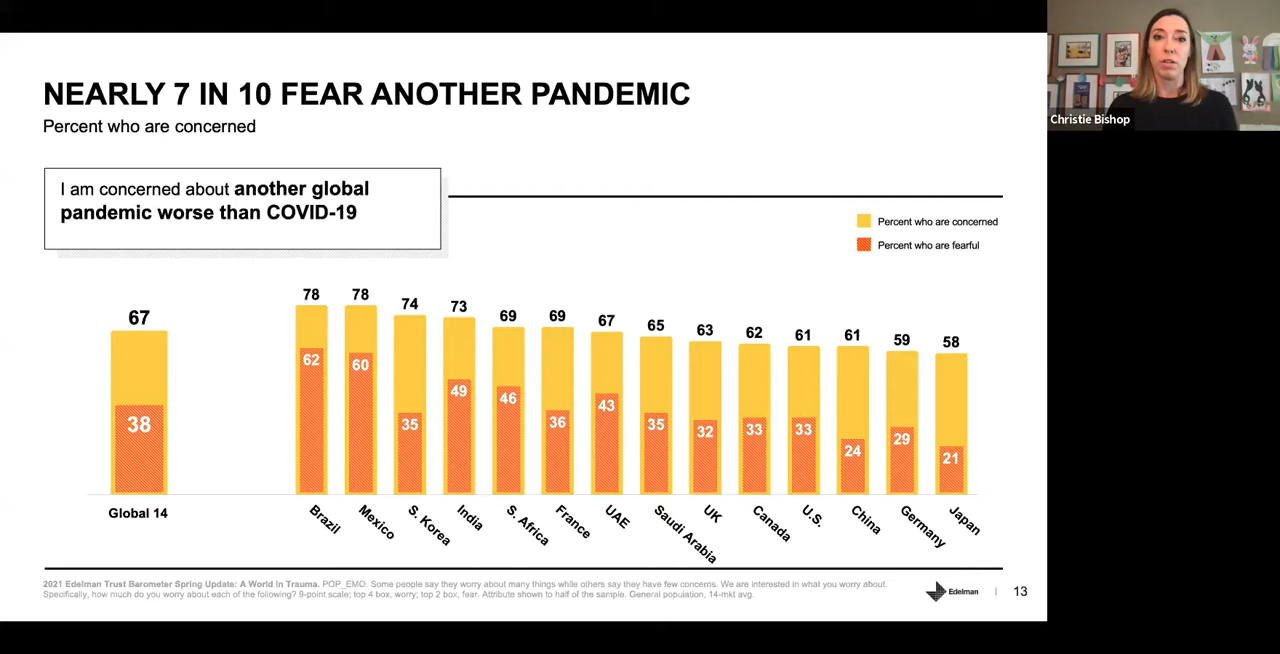 NEARLY 7 IN 10 FEAR ANOTHER PANDEMIC
Percent who are concerned
Christie Bishop
I am concerned about another global
pandemic worse than COVID-19
Percent who are concerned
Percent who are fearful
67
78
78
74
73
69
69
67
65
63
62
61
61
59
58
38
62
60
35
49
46
36
43
35
32
33
33
24
29
21
Global 14
Brazil
Mexico
S. Korea
India
S. Africa
France
UAE
Saudi Arabia
UK
Canada
U.S.
China
Germany
Japan
2021 Edelman Trust Barometer Spring Update: A World In Trauma. POP_EMO. Some people say they worry about many things while others say they have few concerns. We are interested in what you worry about.
Specifically, how much do you worry about each of the following? 9-point scale; top 4 box, worry; top 2 box, fear. Attribute shown to half of the sample. General population, 14-mkt avg.
Edelman
13